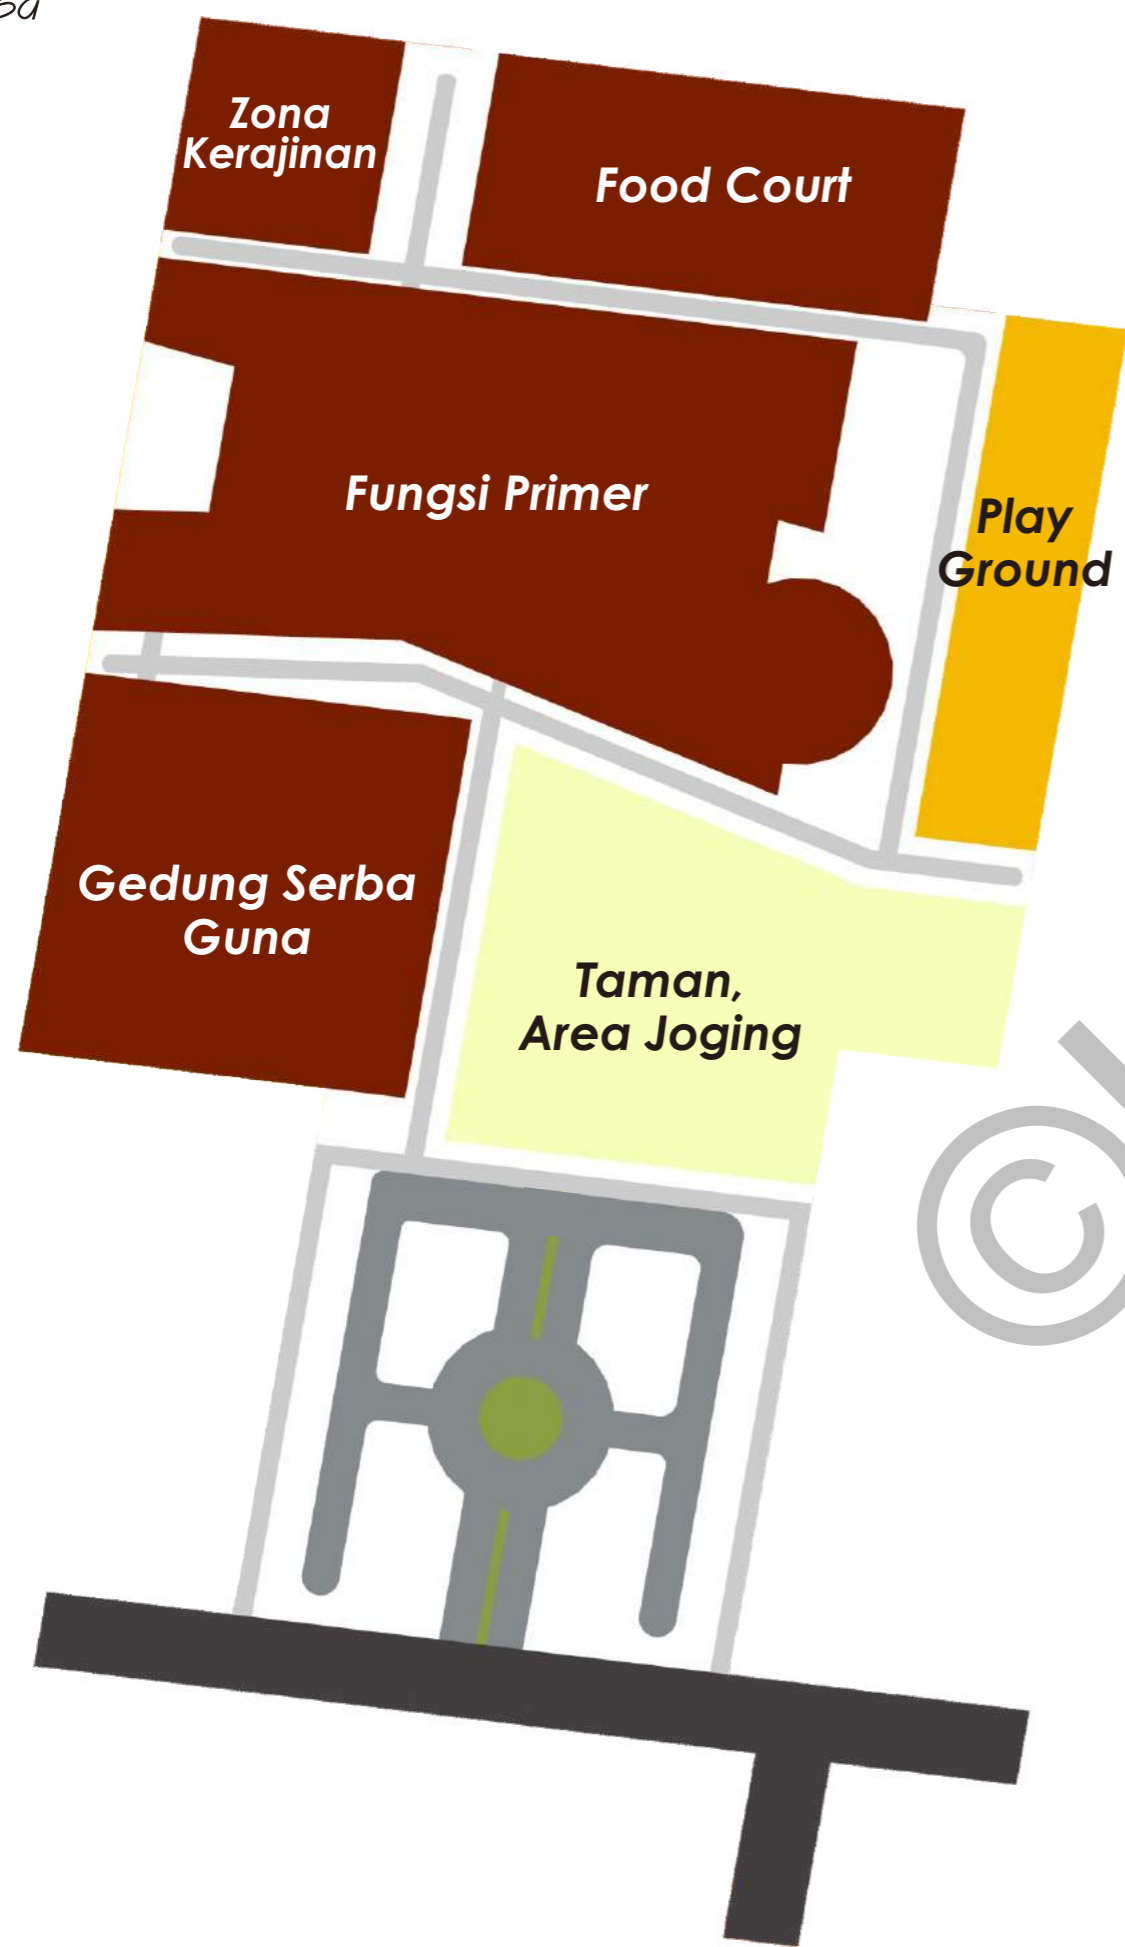 Zona
Kerajinan
Food Court
Fungsi Primer
Play
Ground
Gedung Serba
Guna
Taman,
Area Joging
©